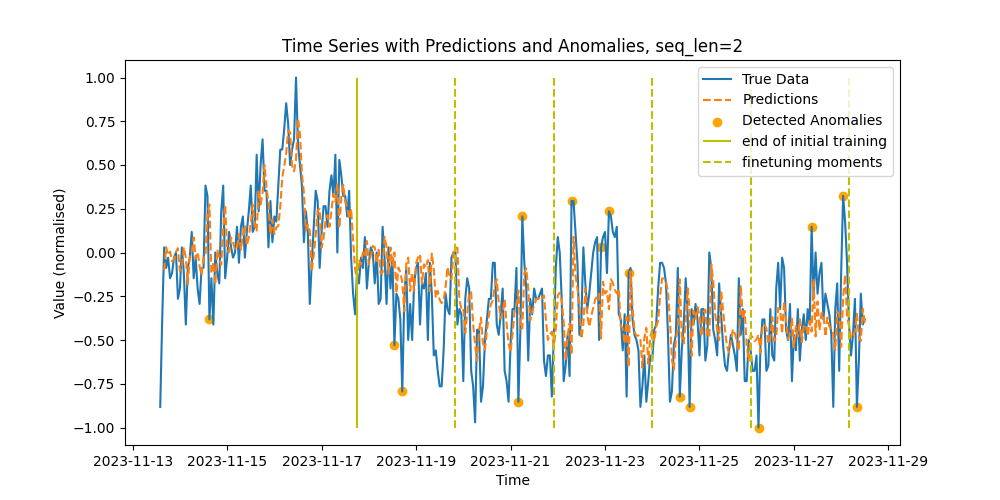 Time Series with Predictions and Anomalies, seq_len=2
Value (normalised)
1.00
0.75
0.50
0.25
0.00
−0.25
−0.50
−0.75
−1.00
True Data
Predictions
Detected Anomalies
end of initial training
finetuning moments
2023-11-13 2023-11-15 2023-11-17 2023-11-19 2023-11-21 2023-11-23 2023-11-25 2023-11-27 2023-11-29
Time